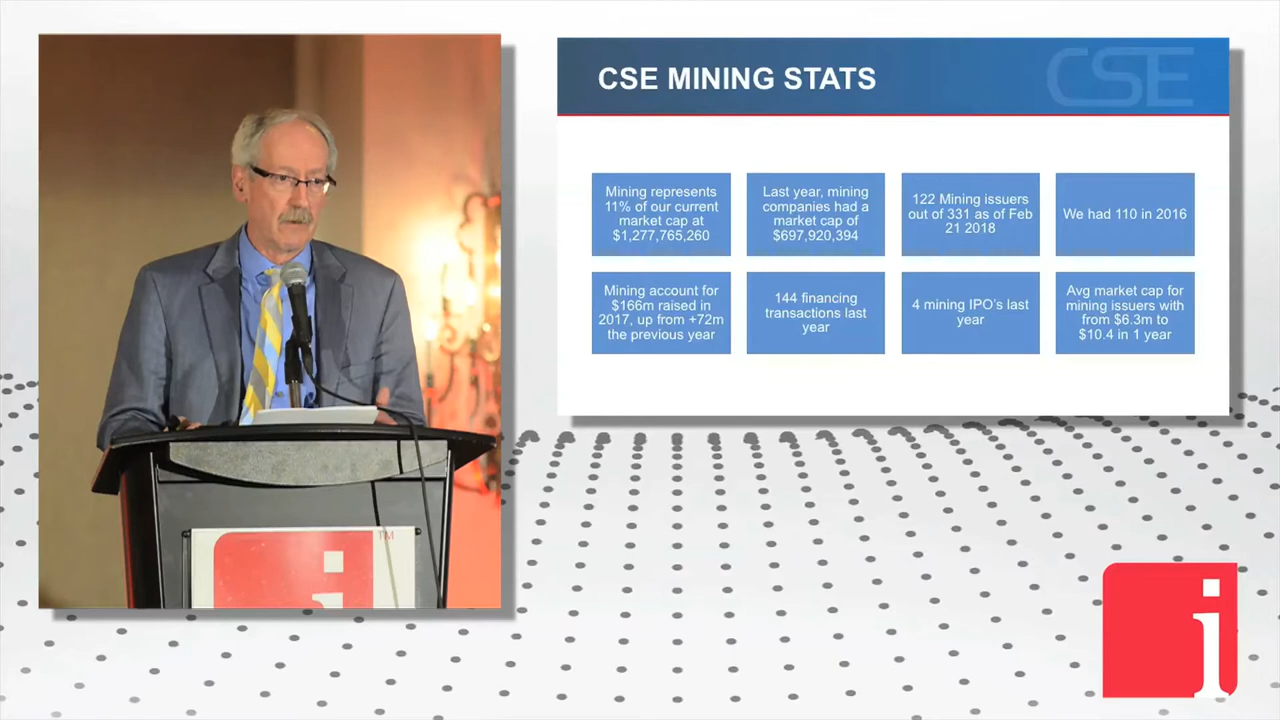 CSE MINING STATS
CSE
Mining represents
11% of our current
market cap at
$1,277,765,260
Last year, mining
companies had a
market cap of
$697,920,394
122 Mining issuers
out of 331 as of Feb
21 2018
We had 110 in 2016
Mining account for
$166m raised in
2017, up from +72m
the previous year
144 financing
transactions last
year
4 mining IPO's last
year
Avg market cap for
mining issuers with
from $6.3m to
$10.4 in 1 year
i
TM
i